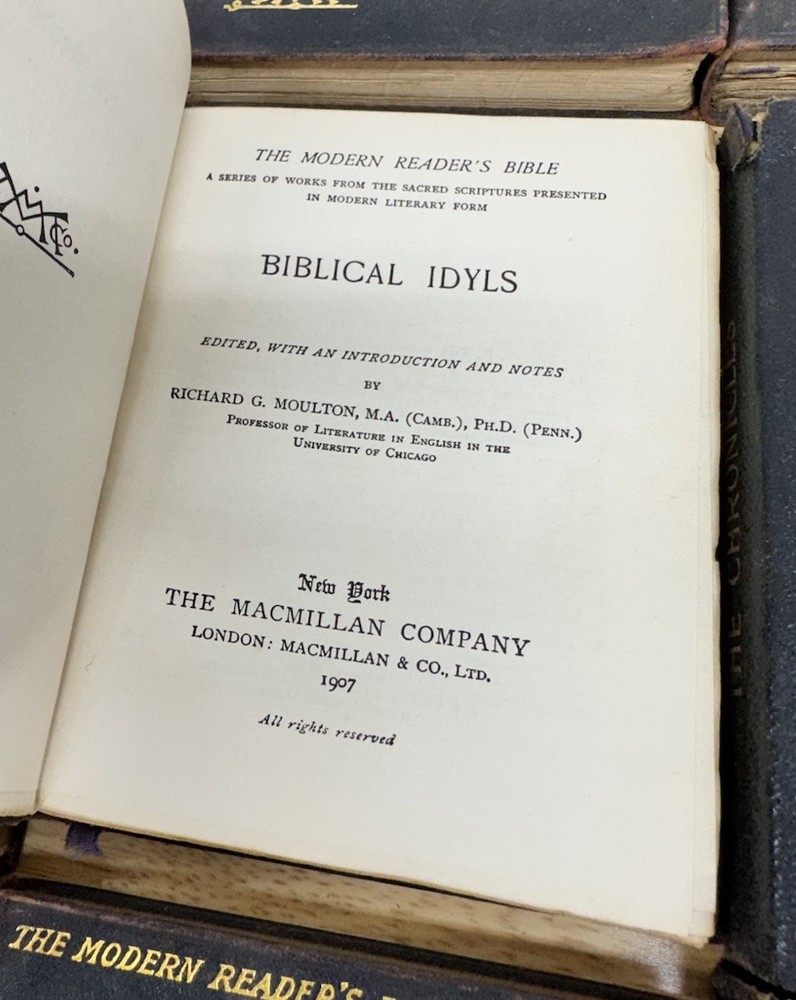 THE MODERN READER'S BIBLE
A SERIES OF WORKS FROM THE SACRED SCRIPTURES PRESENTED
IN MODERN LITERARY FORM
BIBLICAL IDYLS
EDITED, WITH AN INTRODUCTION AND NOTES
BY
RICHARD G. MOULTON, M.A. (CAMB.), PH.D. (PENN.)
PROFESSOR OF LITERATURE IN ENGLISH IN THE
UNIVERSITY OF CHICAGO
New York
THE MACMILLAN COMPANY
LONDON: MACMILLAN & CO., LTD.
1907
All rights reserved
THE CHRONICLES
THE MODERN READER'S